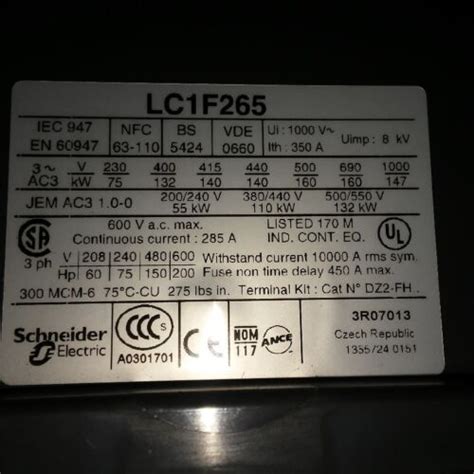 LC1F265
IEC 947 NFC BS VDE Ui : 1000 V~ Uimp : 8 kV
EN 60947 63-110 5424 0660 Ith : 350 A
3~ V 230 400 415 440 500 690 1000
AC3 kW 75 132 140 140 160 160 147
JEM AC3 1.0-0 200/240 V 380/440 V 500/550 V
55 kW 110 kW 132 kW
SA 600 V a.c. max. LISTED 170 M UL
Continuous current : 285 A IND. CONT. EQ.
3 ph V 208 240 480 600 Withstand current 10000 A rms sym.
Hp 60 75 150 200 Fuse non time delay 450 A max.
300 MCM-6 75°C-CU 275 lbs in. Terminal Kit : Cat N° DZ2-FH..
Schneider Electric
CCC S
A0301701
NOM 117
ANCE
3R07013
Czech Republic
1355724 0151